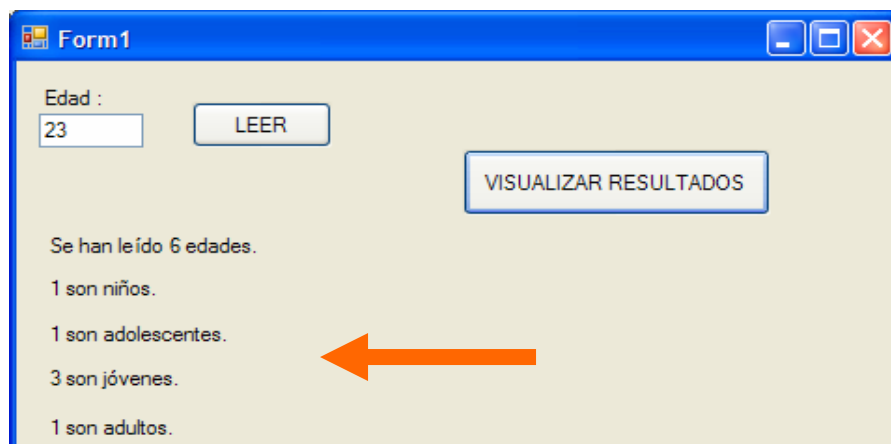 Form1
Edad :
23
LEER
VISUALIZAR RESULTADOS
Se han leído 6 edades.
1 son niños.
1 son adolescentes.
3 son jóvenes.
1 son adultos.